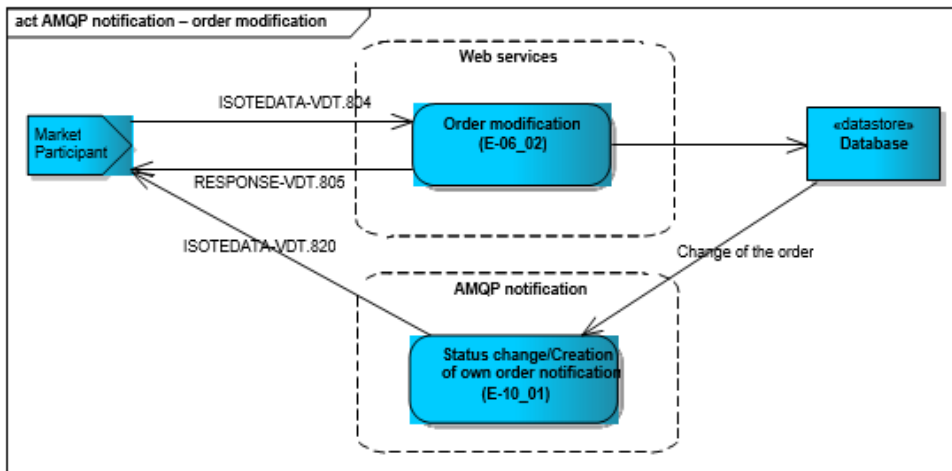 act AMQP notification – order modification
Web services
ISOTEDATA-VDT.804
Market
Participant
Order modification
(E-06_02)
«datastore»
Database
RESPONSE-VDT.805
ISOTEDATA-VDT.820
Change of the order
AMQP notification
Status change/Creation
of own order notification
(E-10_01)